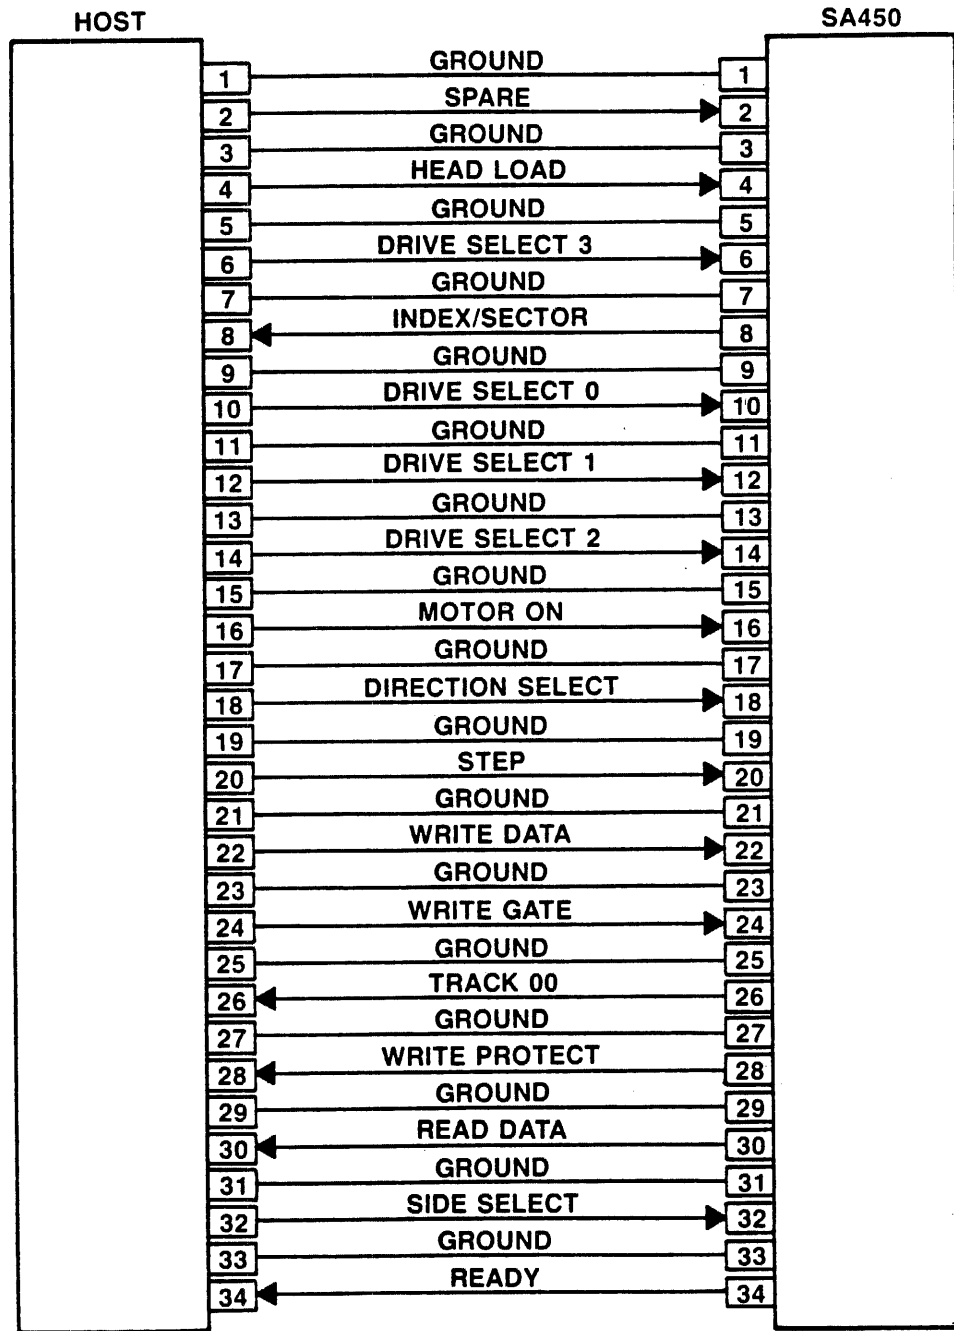 HOST SA450
1 GROUND 1
2 SPARE 2
3 GROUND 3
4 HEAD LOAD 4
5 GROUND 5
6 DRIVE SELECT 3 6
7 GROUND 7
8 INDEX/SECTOR 8
9 GROUND 9
10 DRIVE SELECT 0 10
11 GROUND 11
12 DRIVE SELECT 1 12
13 GROUND 13
14 DRIVE SELECT 2 14
15 GROUND 15
16 MOTOR ON 16
17 GROUND 17
18 DIRECTION SELECT 18
19 GROUND 19
20 STEP 20
21 GROUND 21
22 WRITE DATA 22
23 GROUND 23
24 WRITE GATE 24
25 GROUND 25
26 TRACK 00 26
27 GROUND 27
28 WRITE PROTECT 28
29 GROUND 29
30 READ DATA 30
31 GROUND 31
32 SIDE SELECT 32
33 GROUND 33
34 READY 34